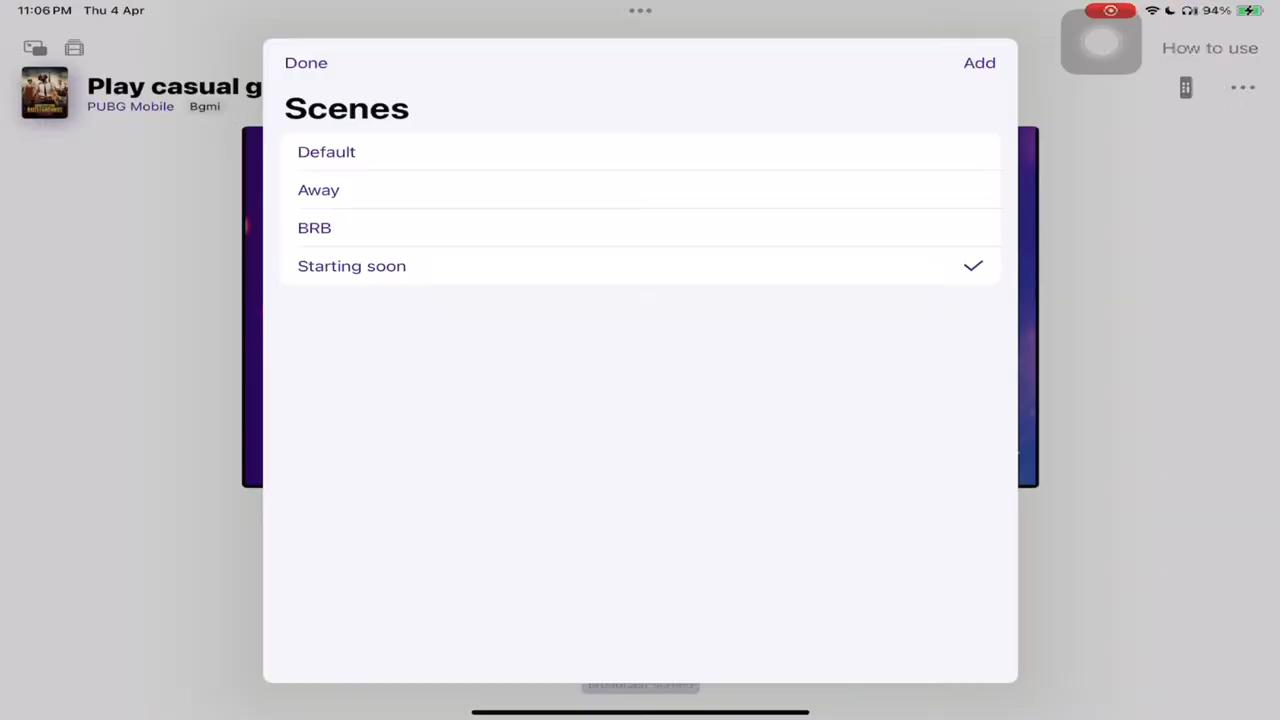 11:06 PM Thu 4 Apr
94%
How to use
Play casual g
PUBG Mobile Bgmi
Done
Add
Scenes
Default
Away
BRB
Starting soon